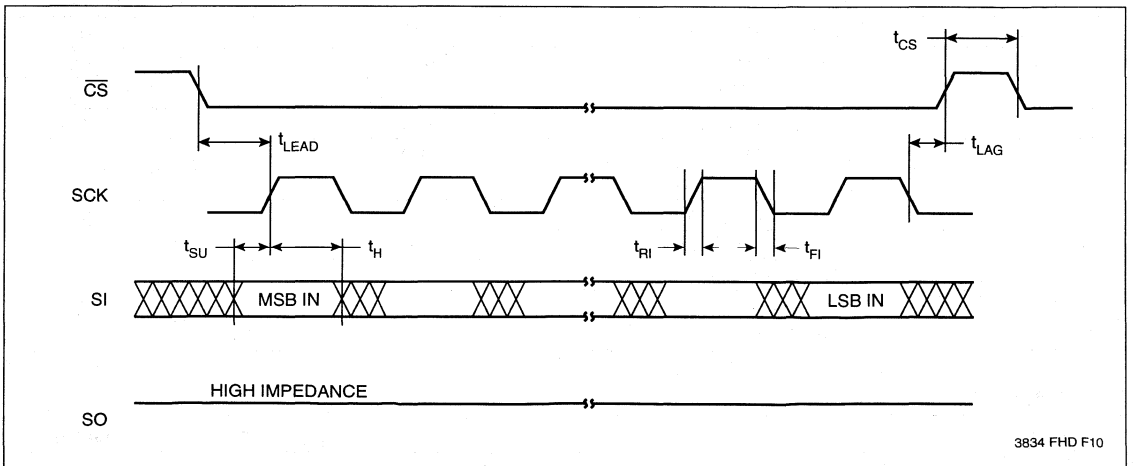 t_CS
C̅S̅
t_LEAD
t_LAG
SCK
t_SU
t_H
t_RI
t_FI
SI
MSB IN
LSB IN
HIGH IMPEDANCE
SO
3834 FHD F10